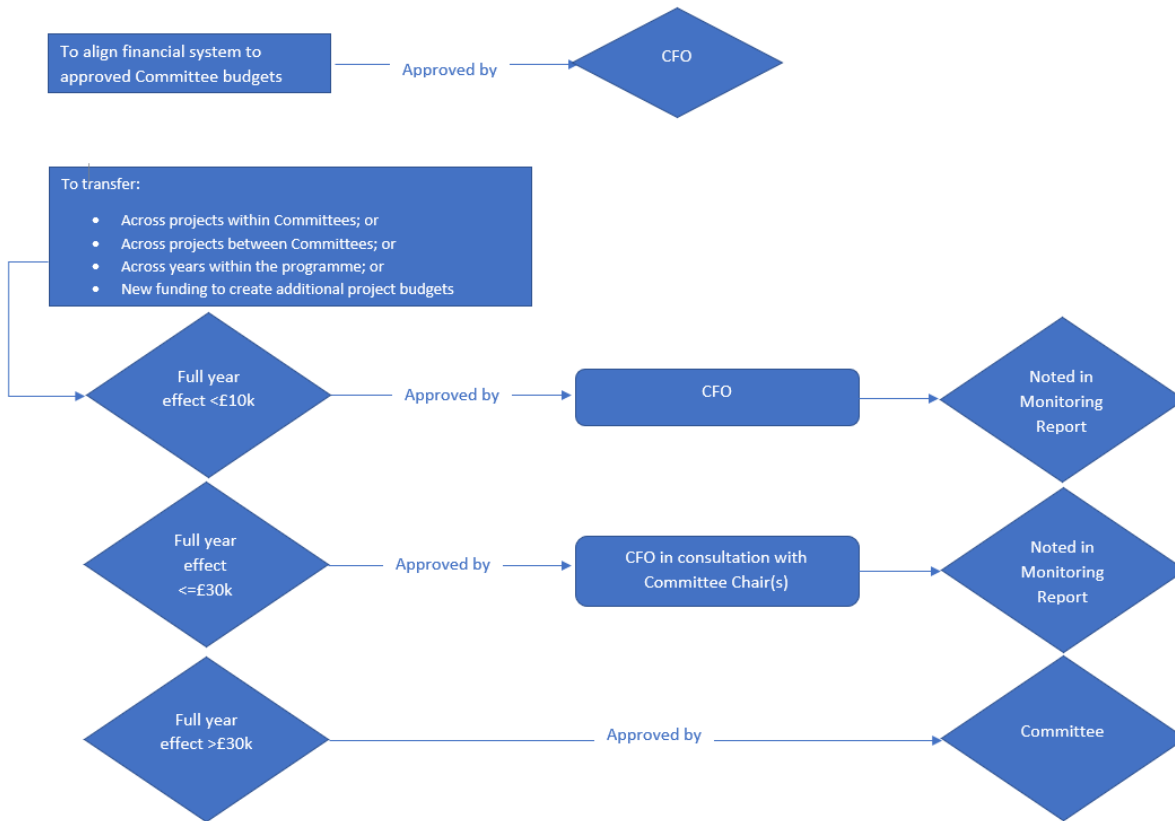 To align financial system to
approved Committee budgets
Approved by
CFO
To transfer:
• Across projects within Committees; or
• Across projects between Committees; or
• Across years within the programme; or
• New funding to create additional project budgets
Full year
effect <£10k
Approved by
CFO
Noted in
Monitoring
Report
Full year
effect
<=£30k
Approved by
CFO in consultation with
Committee Chair(s)
Noted in
Monitoring
Report
Full year
effect >£30k
Approved by
Committee